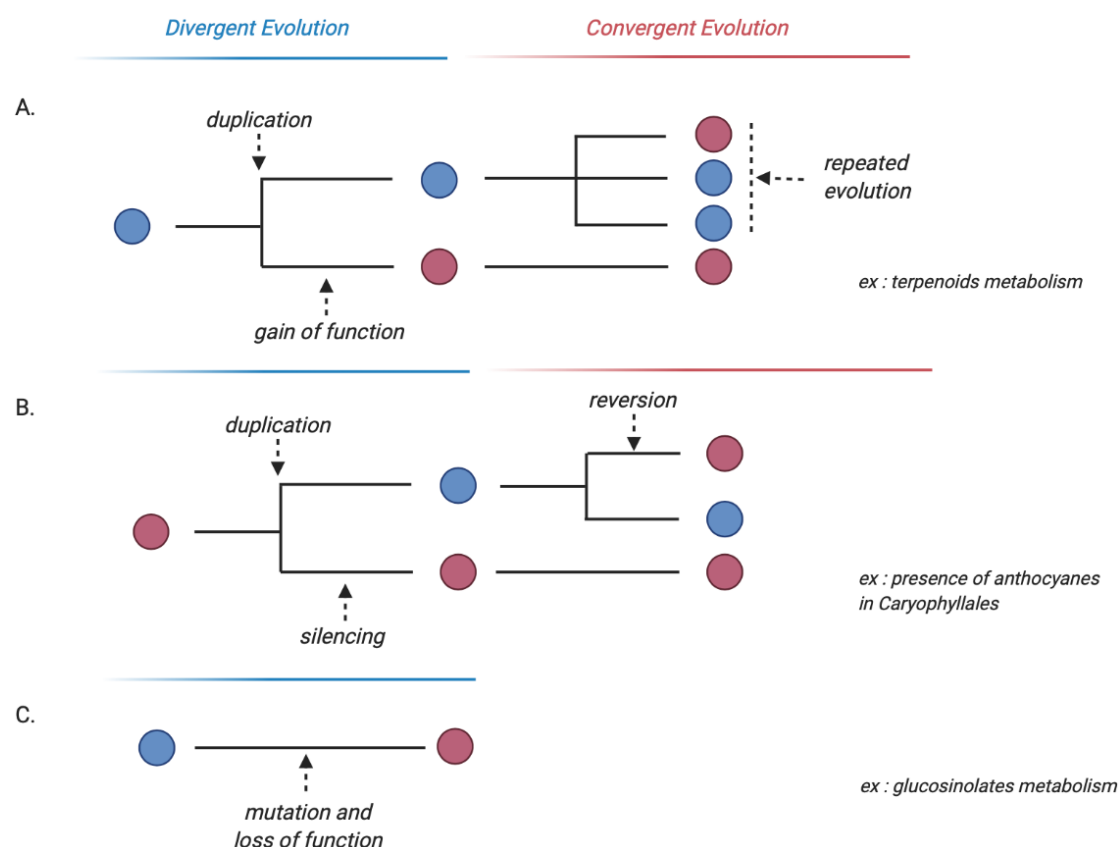 Divergent Evolution
Convergent Evolution
A.
duplication
repeated
evolution
gain of function
ex : terpenoids metabolism
B.
duplication
reversion
silencing
ex : presence of anthocyanes
in Caryophyllales
C.
mutation and
loss of function
ex : glucosinolates metabolism